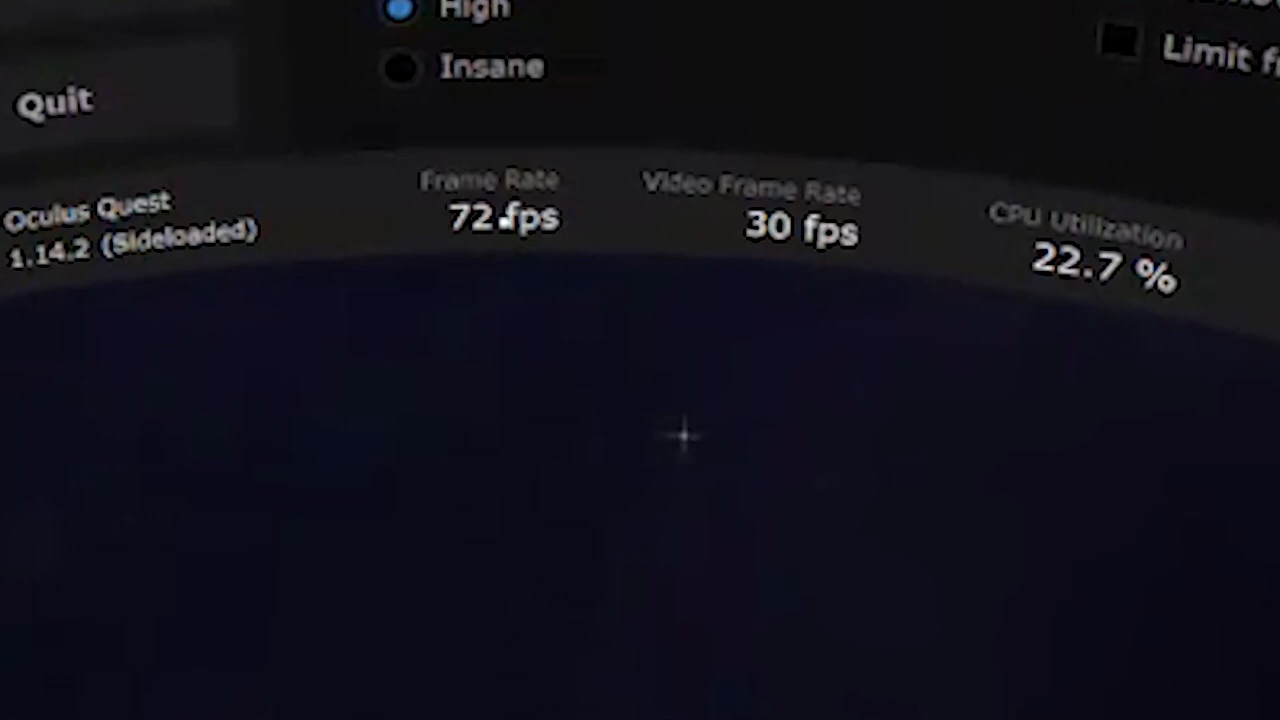 High
Insane
Limit
Quit
Oculus Quest
1.14.2 (Sideloaded)
Frame Rate
72 fps
Video Frame Rate
30 fps
CPU Utilization
22.7 %